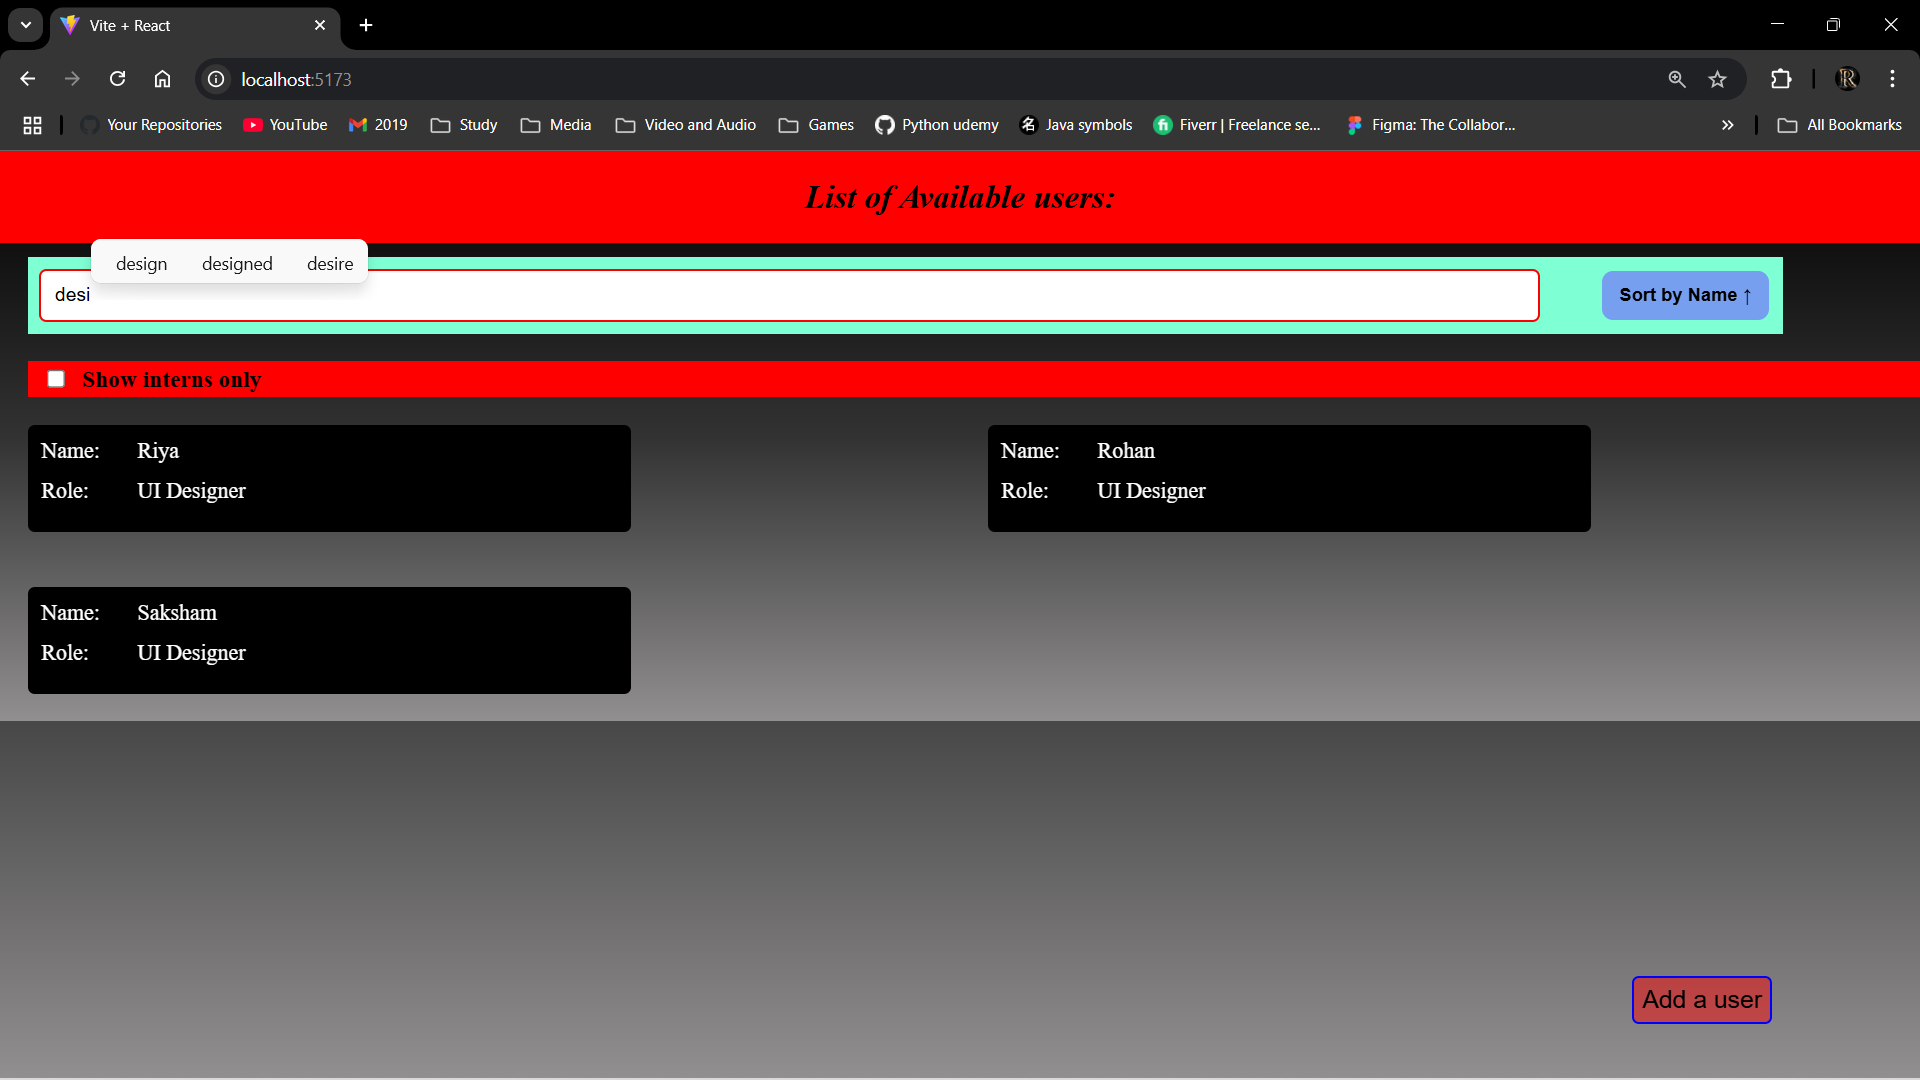 Vite + React
localhost:5173
Your Repositories YouTube 2019 Study Media Video and Audio Games Python udemy 名 Java symbols fi Fiverr | Freelance se... Figma: The Collabor... » All Bookmarks
List of Available users:
design designed desire
desi Sort by Name ↑
Show interns only
Name: Riya Name: Rohan
Role: UI Designer Role: UI Designer
Name: Saksham
Role: UI Designer
Add a user